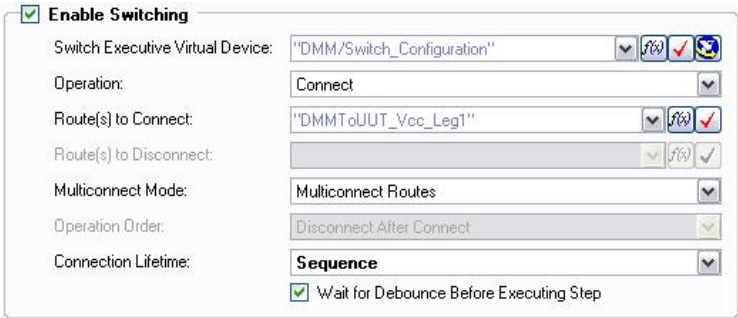 Enable Switching
Switch Executive Virtual Device: "DMM/Switch_Configuration" f(x)
Operation: Connect
Route(s) to Connect: "DMMToUUT_Vcc_Leg1" f(x)
Route(s) to Disconnect: f(x)
Multiconnect Mode: Multiconnect Routes
Operation Order: Disconnect After Connect
Connection Lifetime: Sequence
Wait for Debounce Before Executing Step